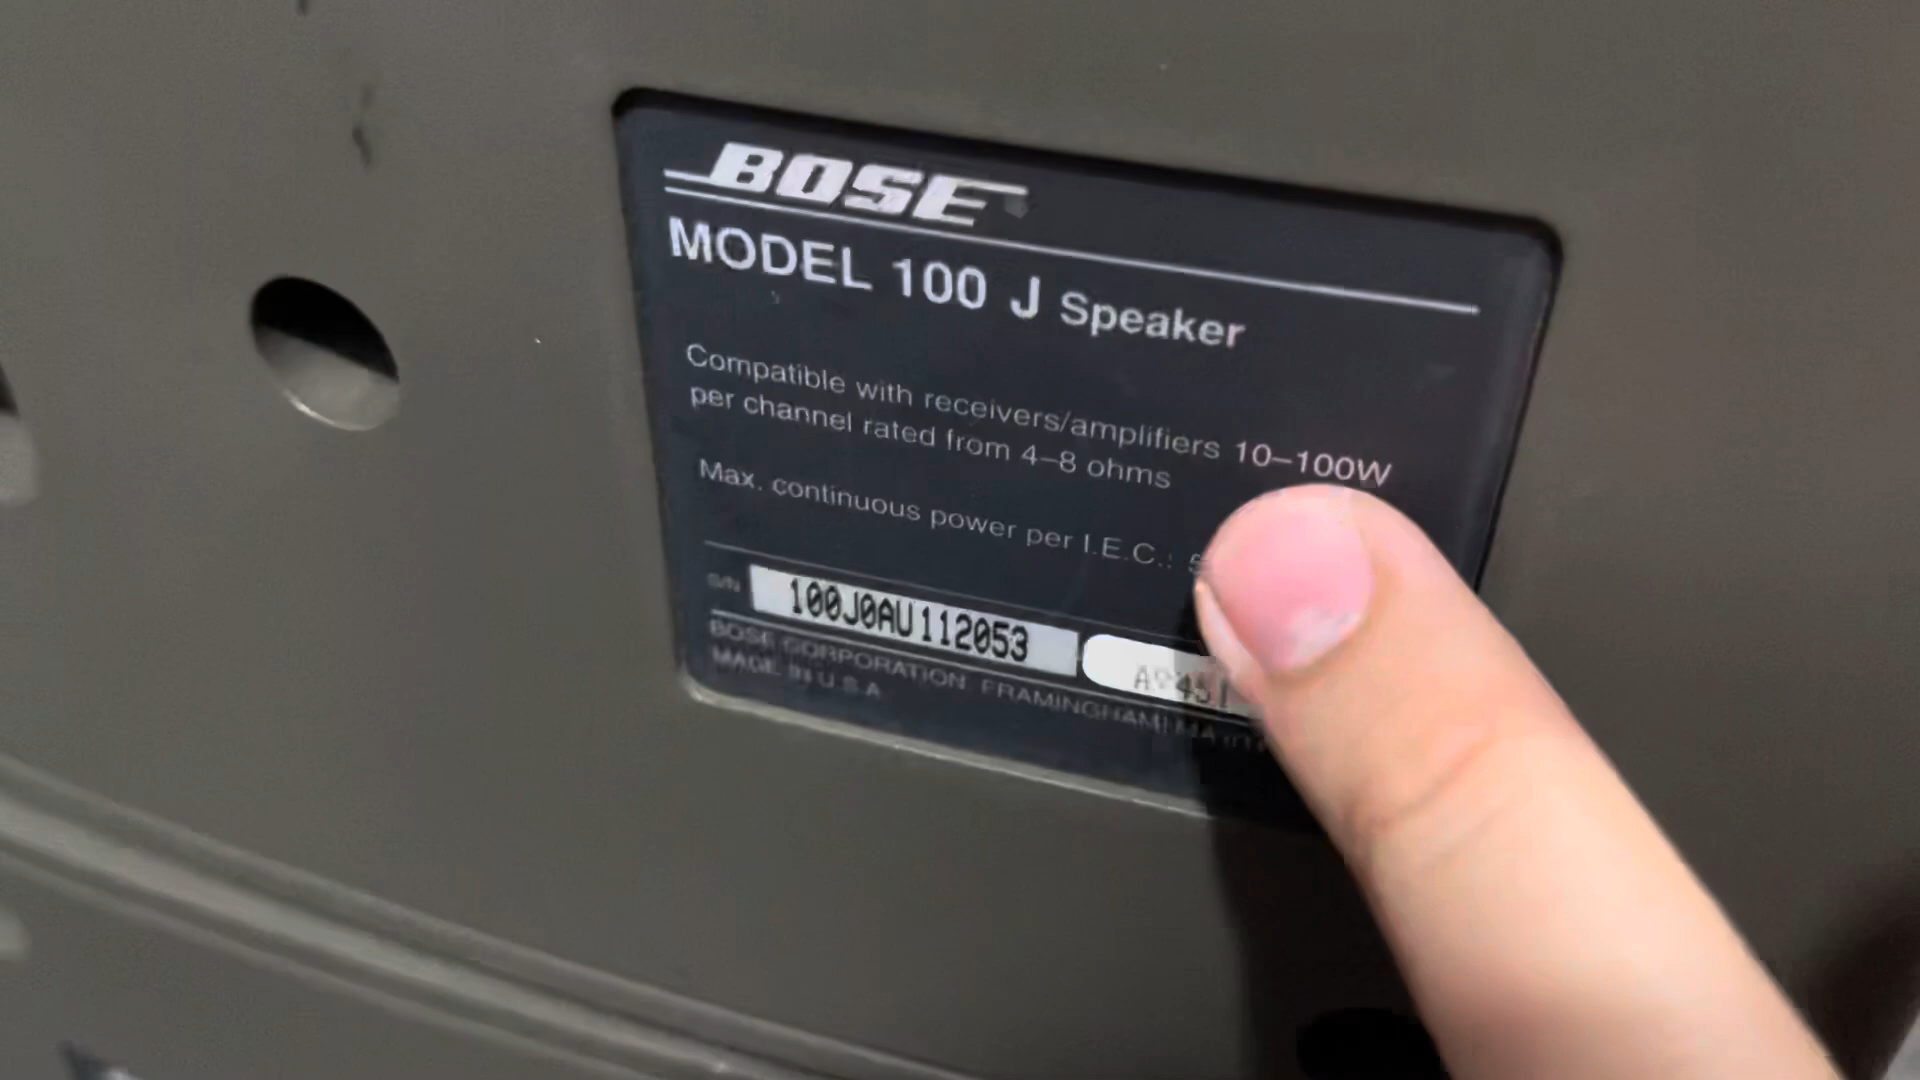 BOSE
MODEL 100 J Speaker
Compatible with receivers/amplifiers 10–100W
per channel rated from 4–8 ohms
Max. continuous power per I.E.C.:
S/N 100J0AU112053
BOSE CORPORATION, FRAMINGHAM, MA
MADE IN U.S.A